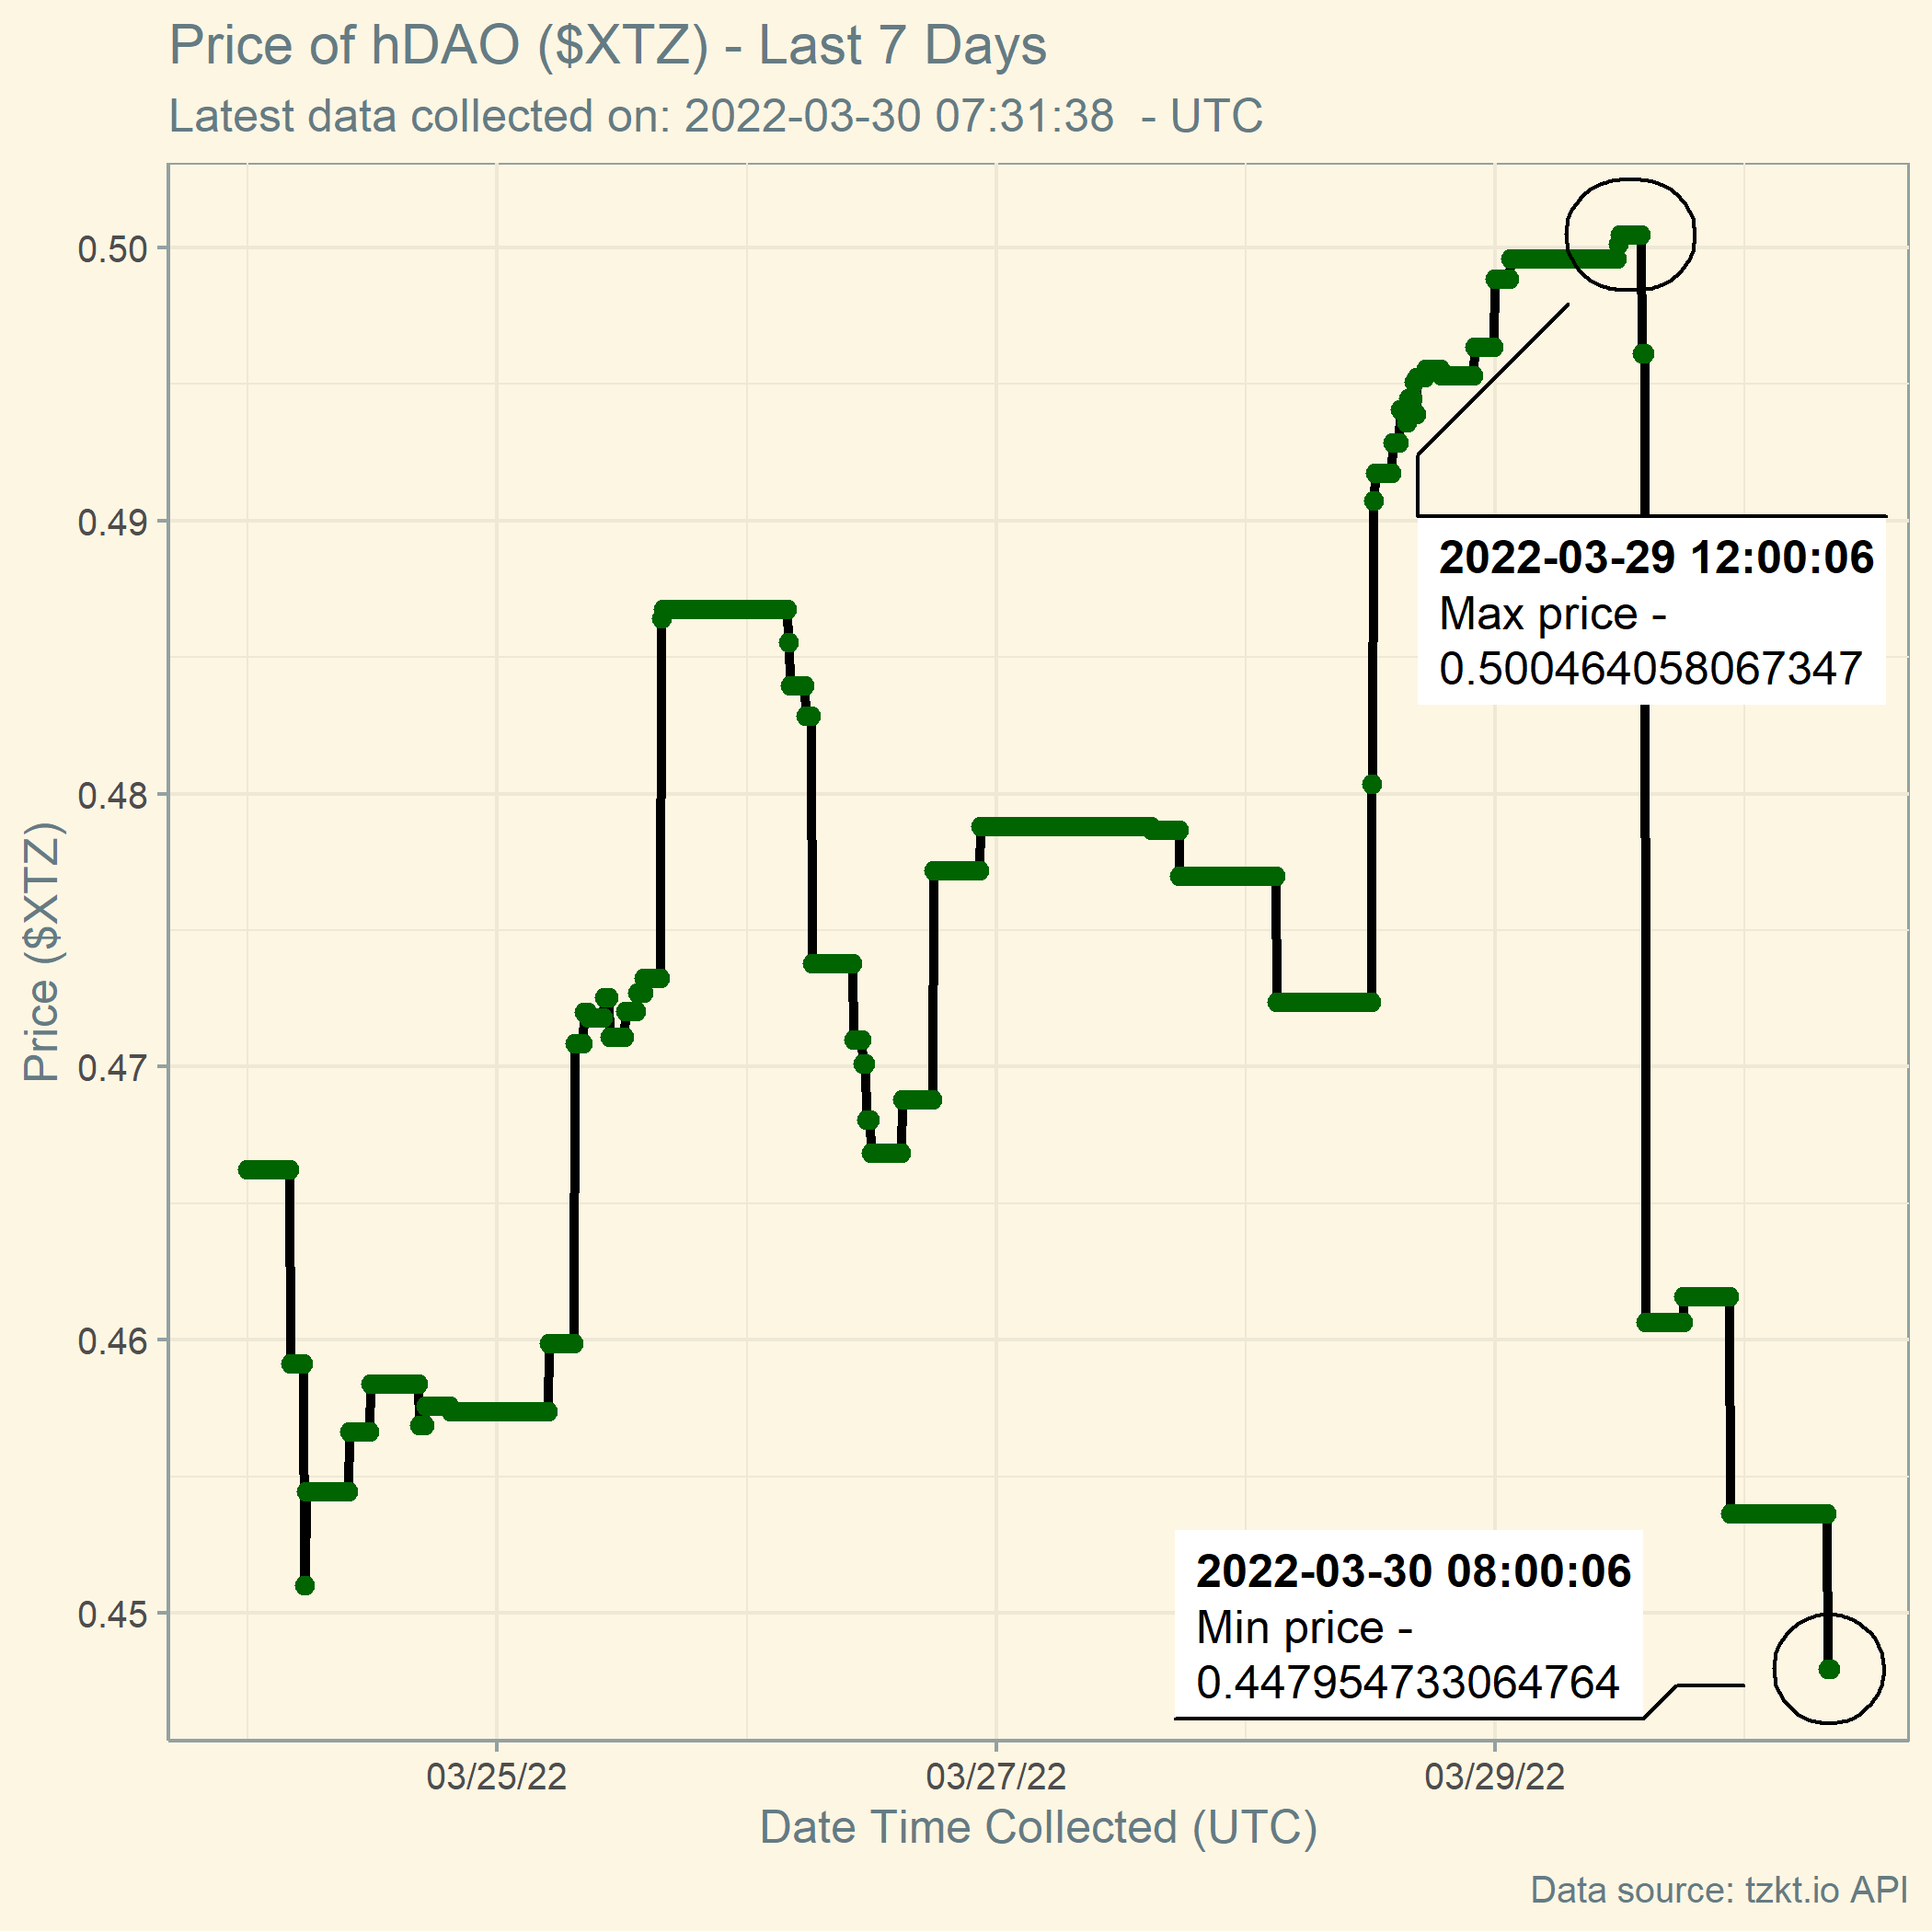 Price of hDAO ($XTZ) - Last 7 Days
Latest data collected on: 2022-03-30 07:31:38  - UTC
0.50
0.49
0.48
0.47
0.46
0.45
Price ($XTZ)
2022-03-29 12:00:06
Max price -
0.500464058067347
2022-03-30 08:00:06
Min price -
0.447954733064764
03/25/22
03/27/22
03/29/22
Date Time Collected (UTC)
Data source: tzkt.io API